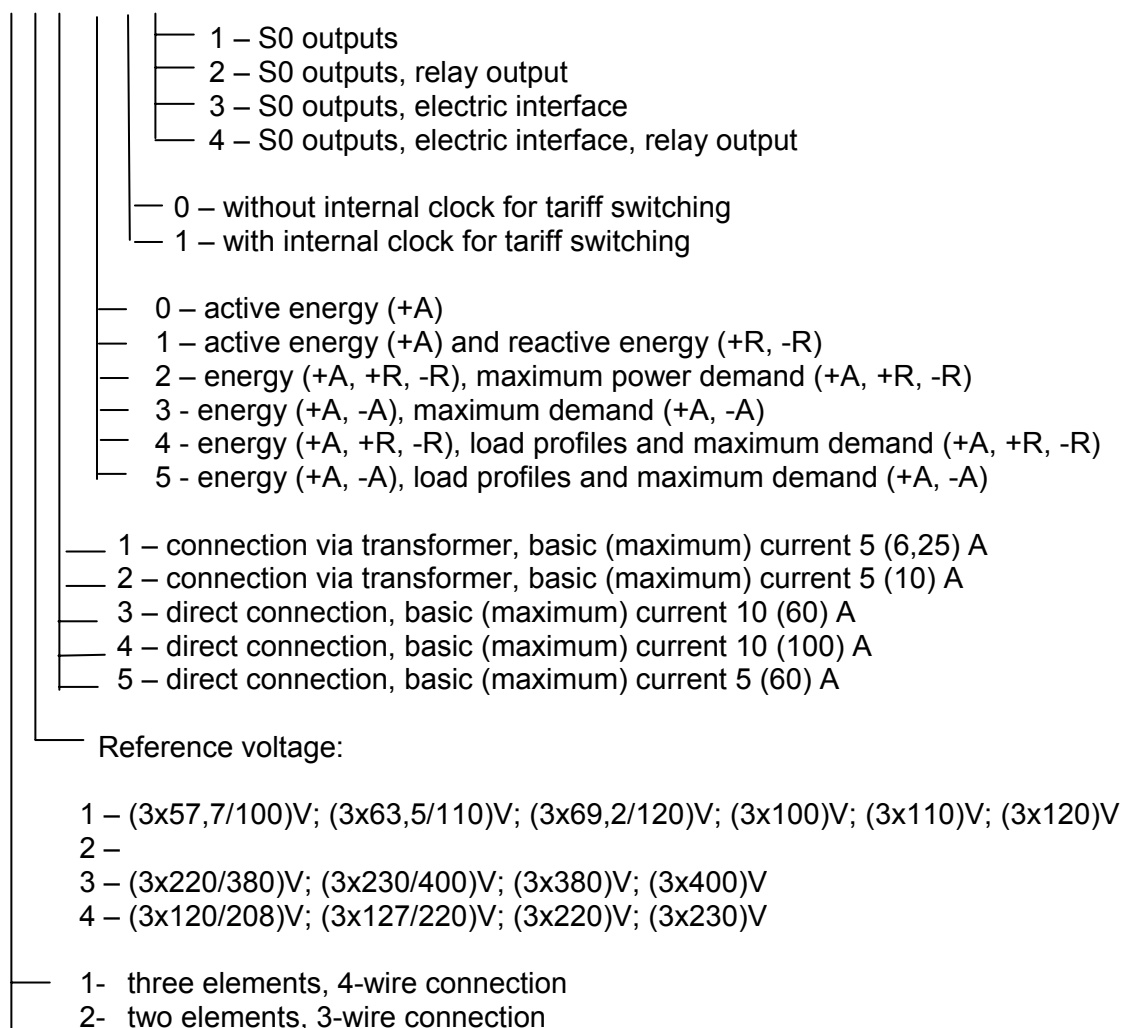 1 – S0 outputs
2 – S0 outputs, relay output
3 – S0 outputs, electric interface
4 – S0 outputs, electric interface, relay output
0 – without internal clock for tariff switching
1 – with internal clock for tariff switching
0 – active energy (+A)
1 – active energy (+A) and reactive energy (+R, -R)
2 – energy (+A, +R, -R), maximum power demand (+A, +R, -R)
3 - energy (+A, -A), maximum demand (+A, -A)
4 - energy (+A, +R, -R), load profiles and maximum demand (+A, +R, -R)
5 - energy (+A, -A), load profiles and maximum demand (+A, -A)
1 – connection via transformer, basic (maximum) current 5 (6,25) A
2 – connection via transformer, basic (maximum) current 5 (10) A
3 – direct connection, basic (maximum) current 10 (60) A
4 – direct connection, basic (maximum) current 10 (100) A
5 – direct connection, basic (maximum) current 5 (60) A
Reference voltage:
1 – (3x57,7/100)V; (3x63,5/110)V; (3x69,2/120)V; (3x100)V; (3x110)V; (3x120)V
2 –
3 – (3x220/380)V; (3x230/400)V; (3x380)V; (3x400)V
4 – (3x120/208)V; (3x127/220)V; (3x220)V; (3x230)V
1- three elements, 4-wire connection
2- two elements, 3-wire connection